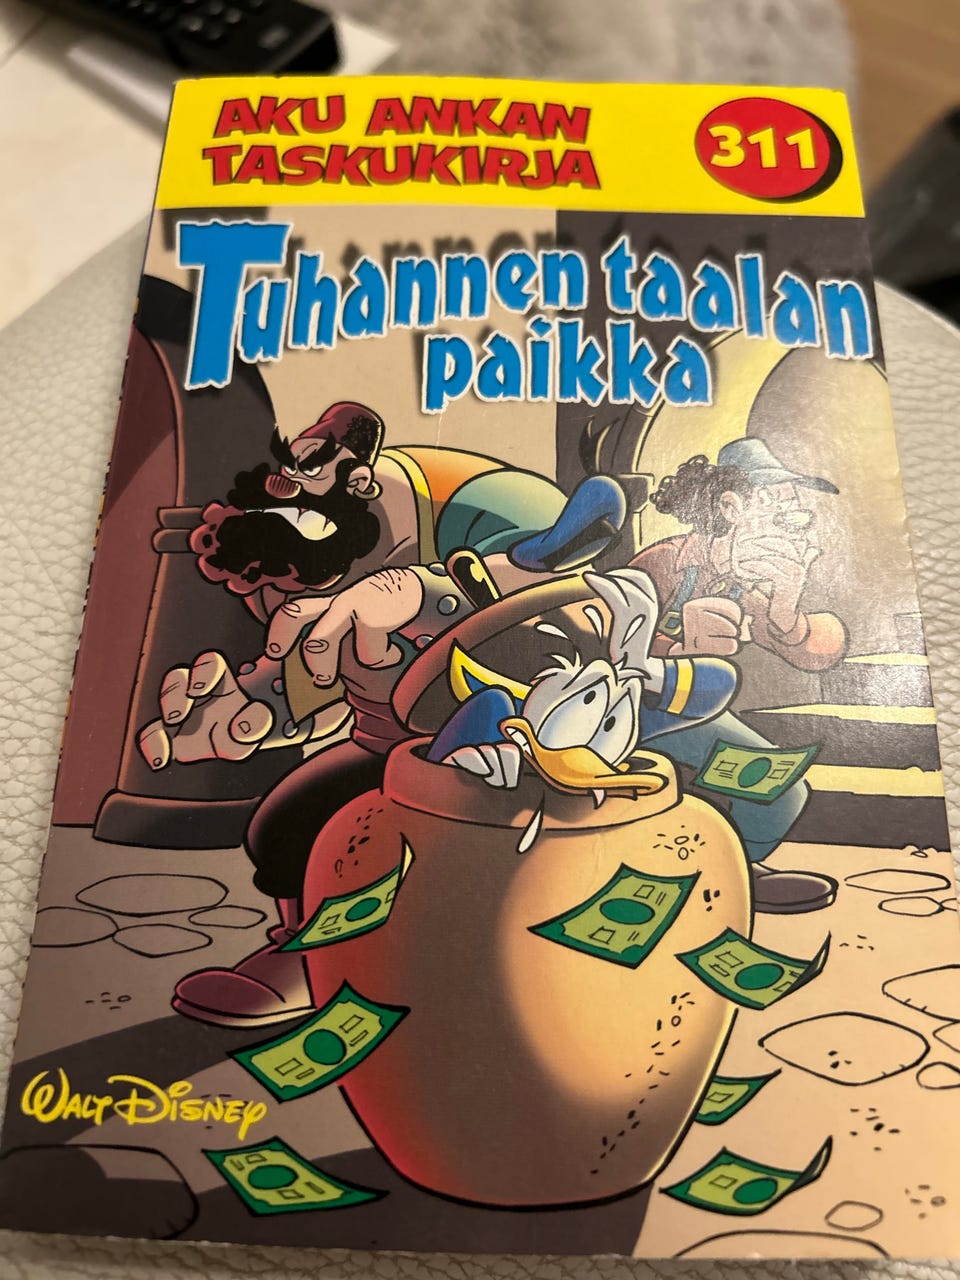 AKU ANKAN
TASKUKIRJA
311
Tuhannen taalan
paikka
WALT DISNEY